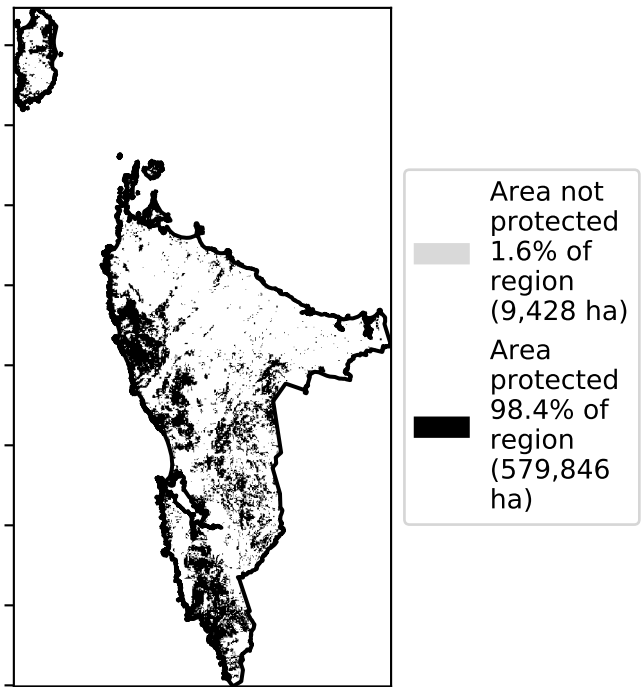 Area not
protected
1.6% of
region
(9,428 ha)
Area
protected
98.4% of
region
(579,846
ha)